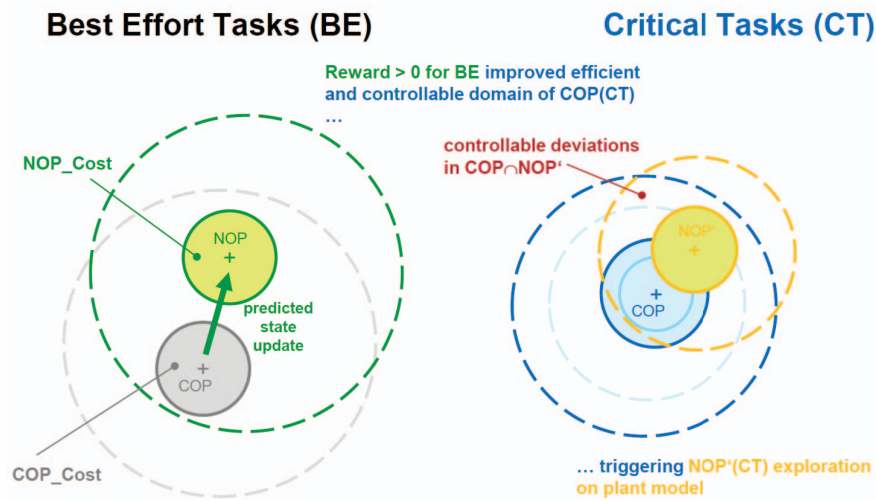 Best Effort Tasks (BE)
Critical Tasks (CT)
Reward > 0 for BE improved efficient
and controllable domain of COP(CT)
...
NOP_Cost
controllable deviations
in COP∩NOP‘
NOP
+
predicted
state
update
+
COP
COP_Cost
NOP'
+
+
COP
... triggering NOP‘(CT) exploration
on plant model